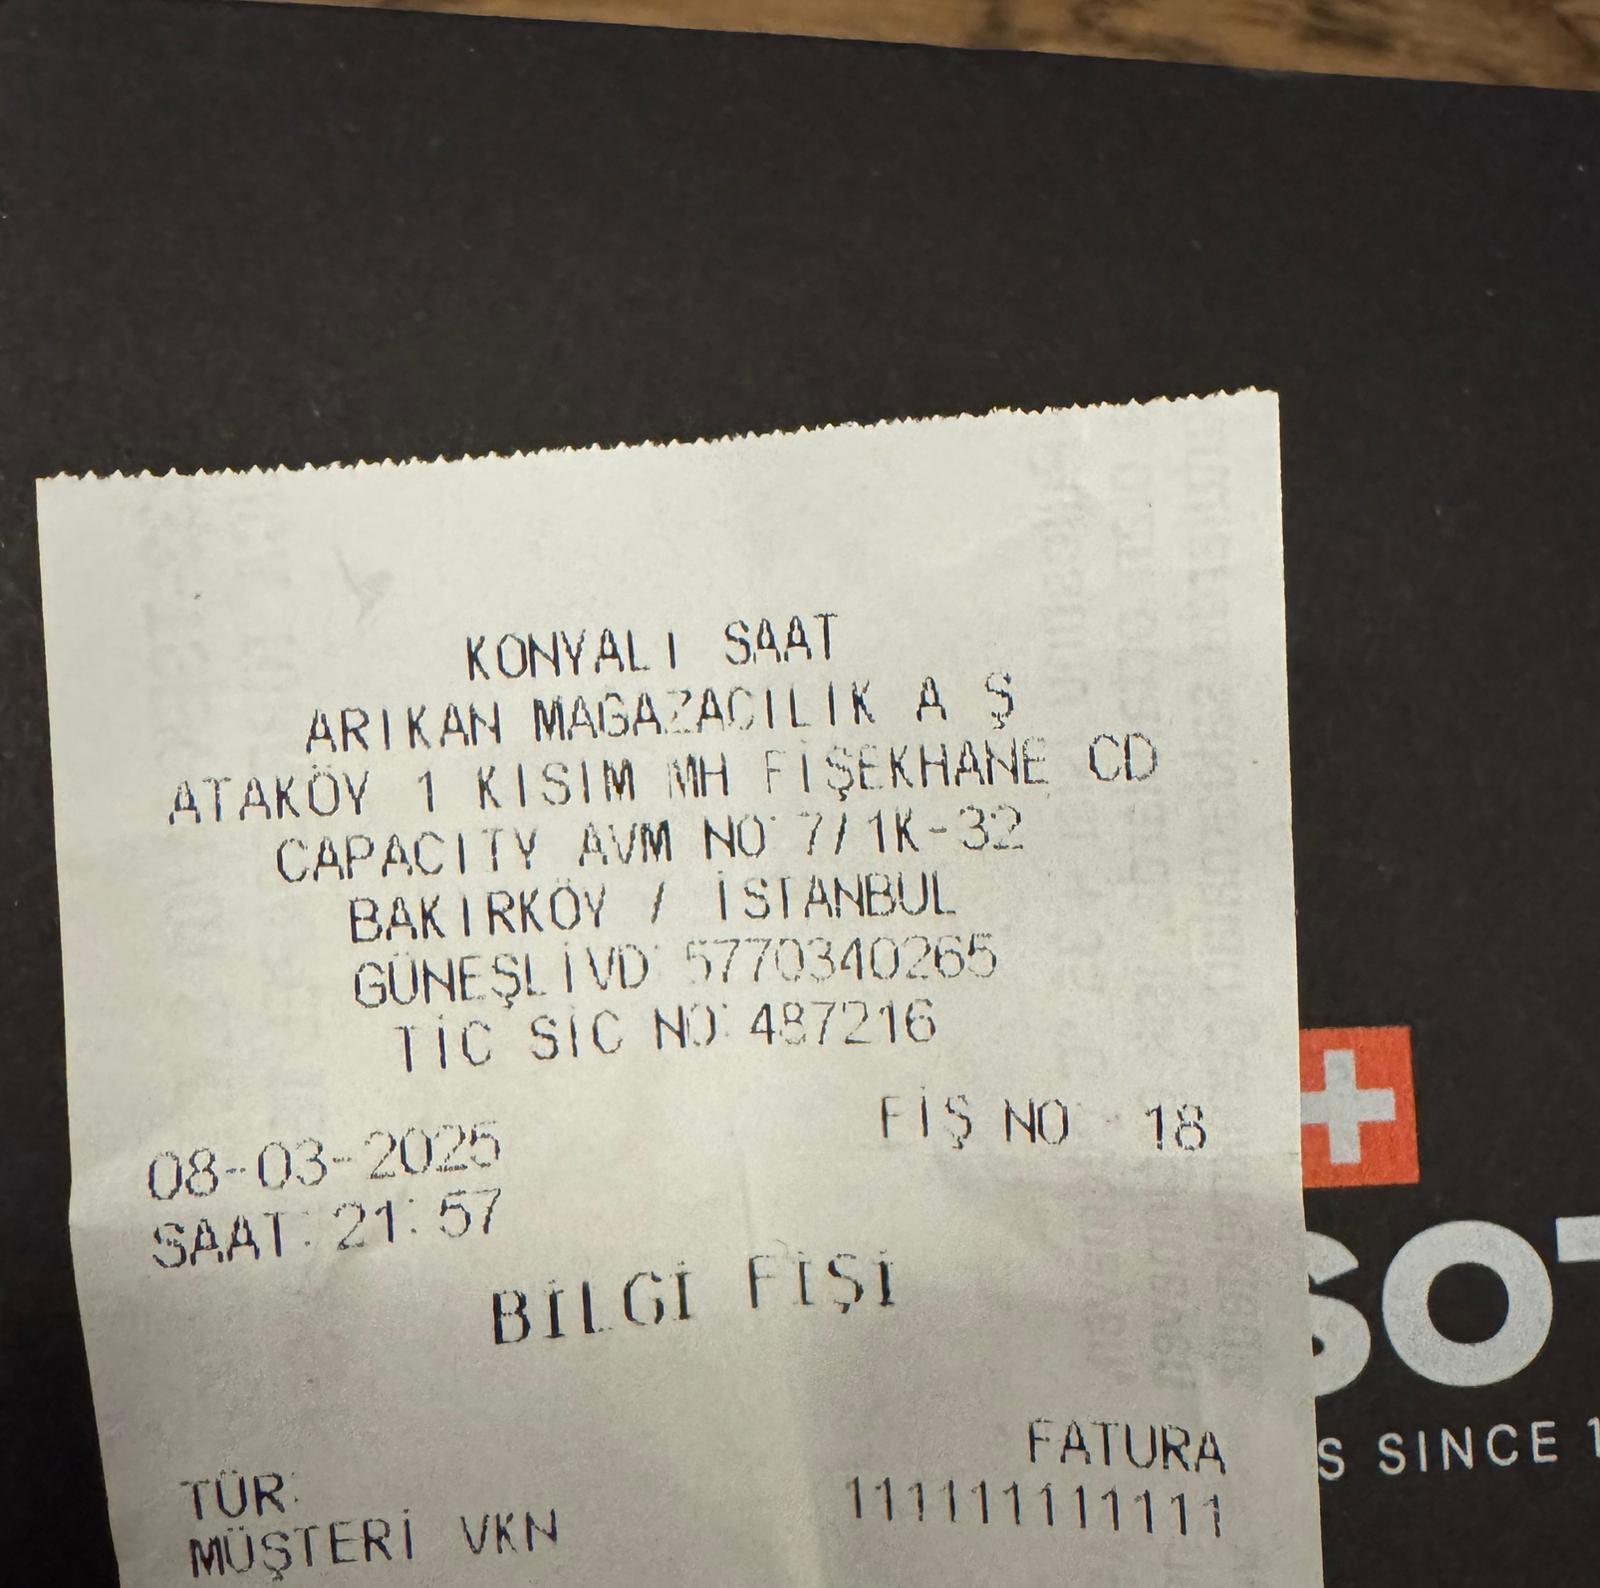 KONYALI SAAT
ARIKAN MAGAZACILIK A Ş
ATAKÖY 1 KISIM MH FİŞEKHANE CD
CAPACITY AVM NO:7/1K-32
BAKIRKÖY / İSTANBUL
GÜNEŞLİVD:5770340265
TİC SİC NO:487216
08-03-2025
FİŞ NO : 18
SAAT:21:57
BİLGİ FİŞİ
TÜR: FATURA
MÜŞTERİ VKN 111111111111
SOT
S SINCE 1